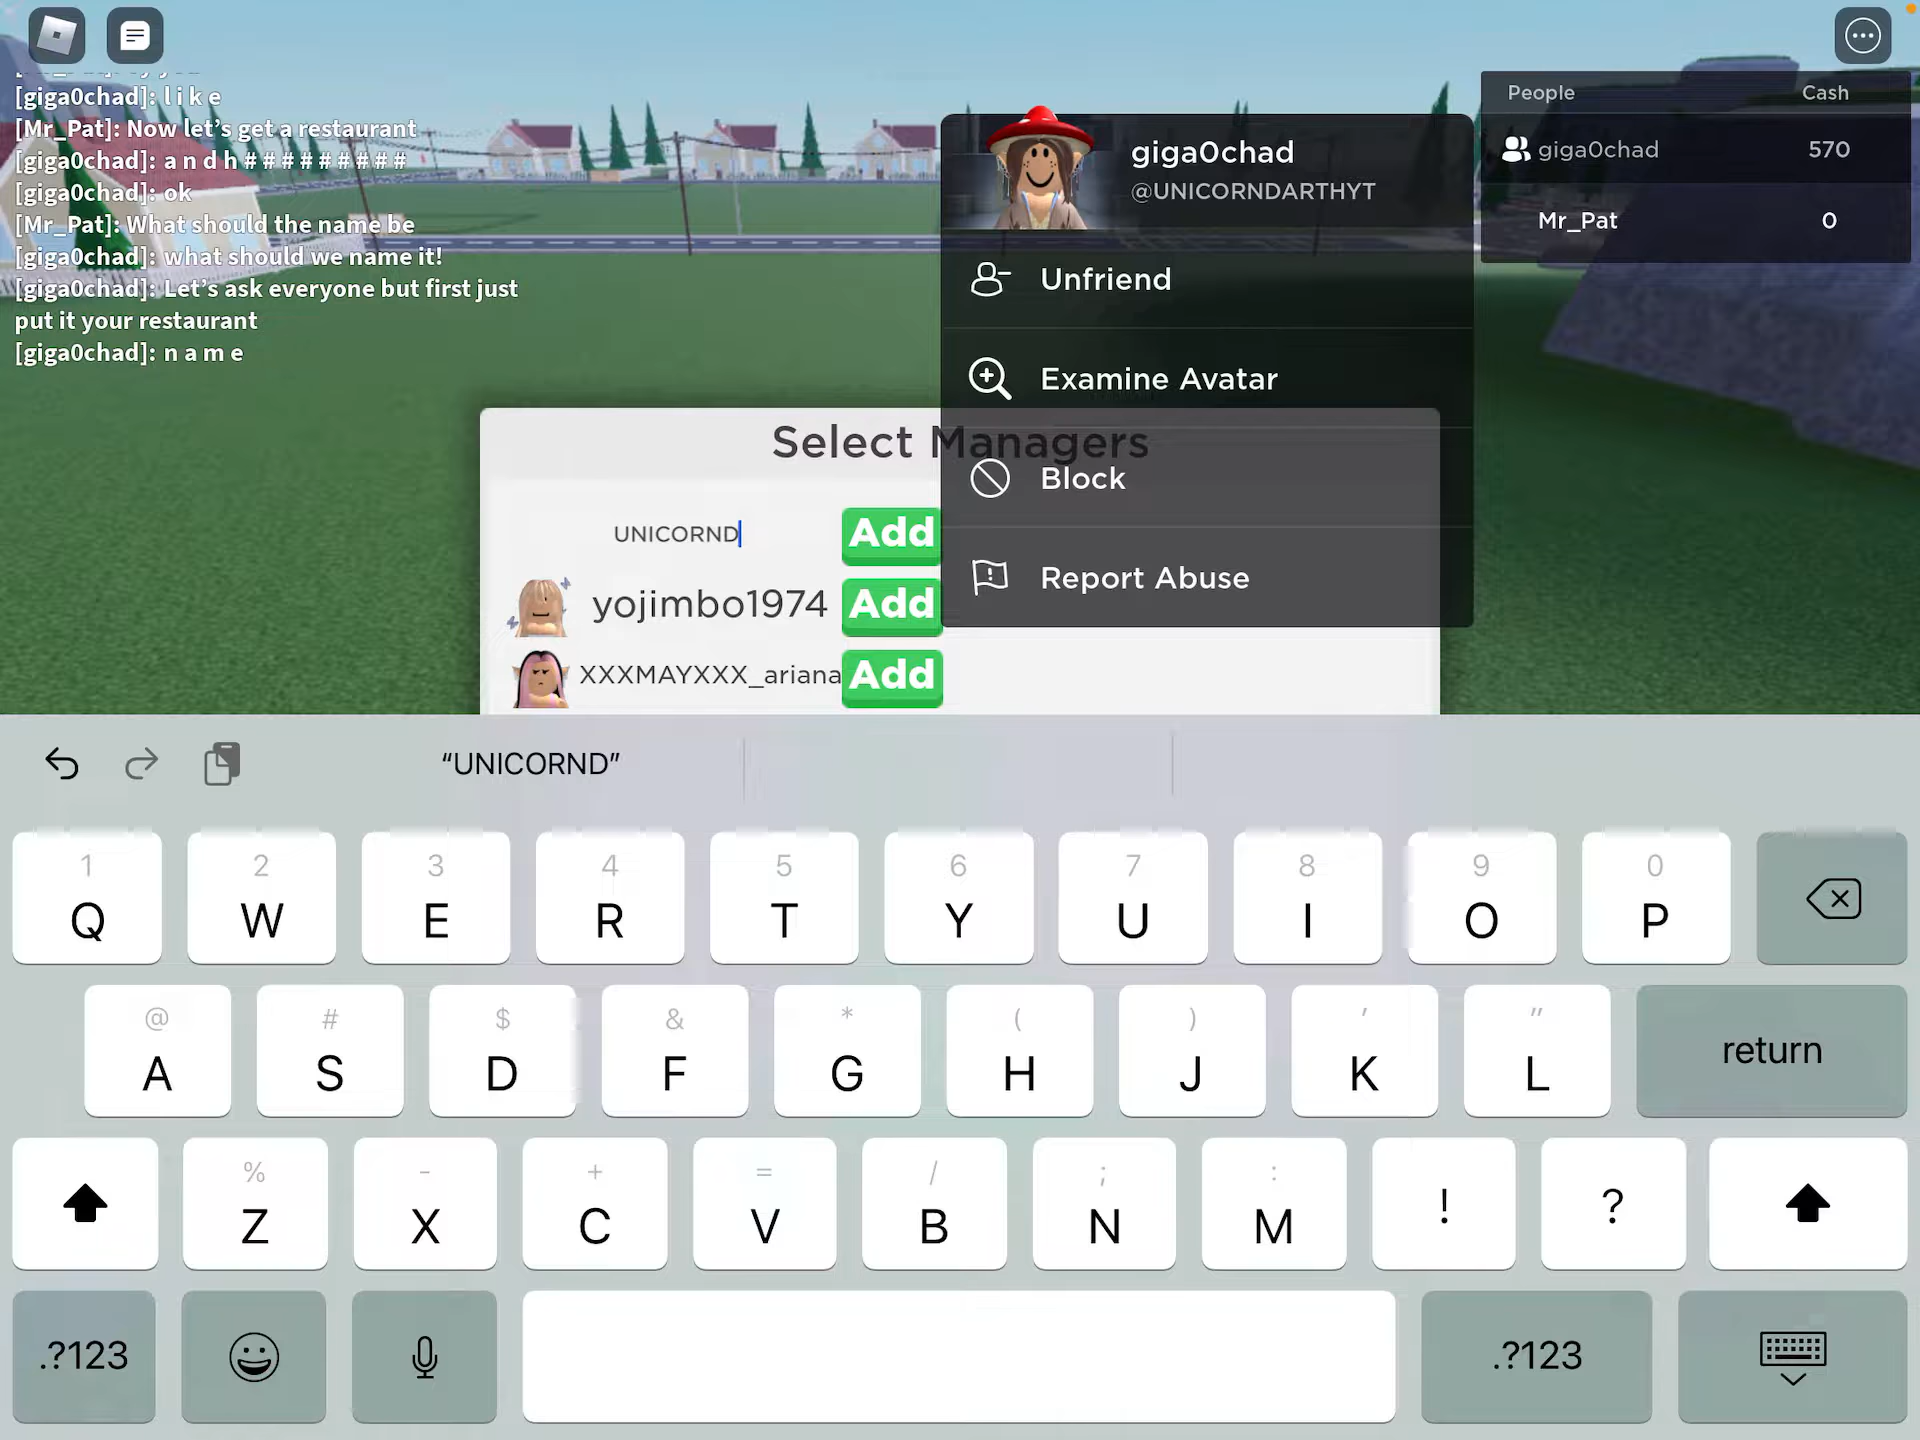 [giga0chad]: l i k e
[Mr_Pat]: Now let's get a restaurant
[giga0chad]: a n d h # # # # # # # # #
[giga0chad]: ok
[Mr_Pat]: What should the name be
[giga0chad]: what should we name it!
[giga0chad]: Let's ask everyone but first just
put it your restaurant
[giga0chad]: n a m e
giga0chad
@UNICORNDARTHYT
Unfriend
Examine Avatar
Block
Report Abuse
People Cash
giga0chad 570
Mr_Pat 0
Select Managers
UNICORND Add
yojimbo1974 Add
XXXMAYXXX_ariana Add
“UNICORND”
1 2 3 4 5 6 7 8 9 0
Q W E R T Y U I O P
@ # $ & * ( ) ' "
A S D F G H J K L return
% - + = / ; :
Z X C V B N M ! ?
.?123 .?123